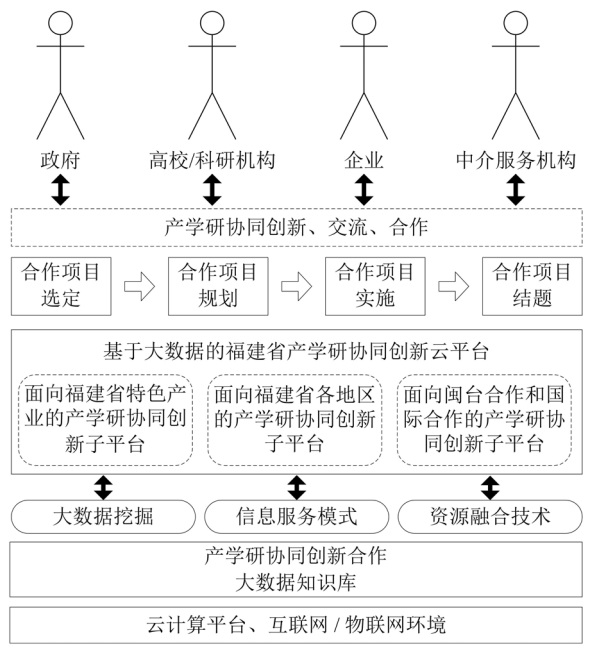 政府
高校/科研机构
企业
中介服务机构
产学研协同创新、交流、合作
合作项目
选定
合作项目
规划
合作项目
实施
合作项目
结题
基于大数据的福建省产学研协同创新云平台
面向福建省特色产
业的产学研协同创
新子平台
面向福建省各地区
的产学研协同创新
子平台
面向闽台合作和国
际合作的产学研协
同创新子平台
大数据挖掘
信息服务模式
资源融合技术
产学研协同创新合作
大数据知识库
云计算平台、互联网/物联网环境